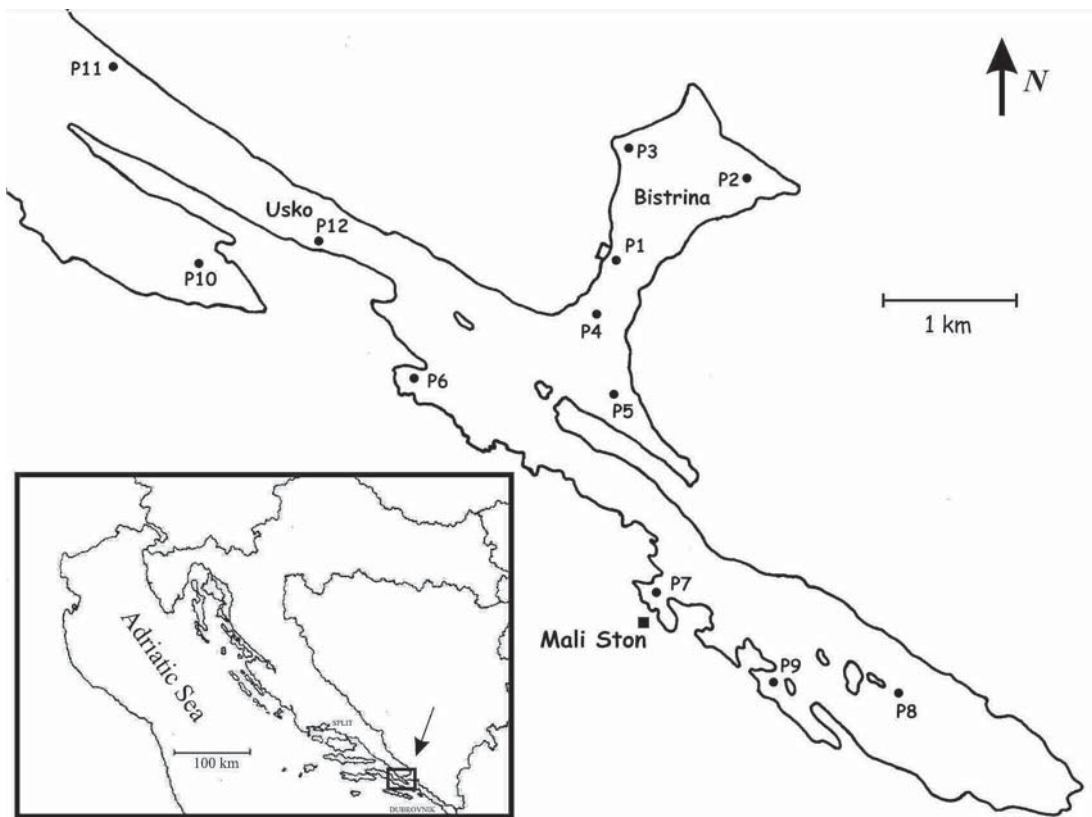 P11
N
P3
P2
Bistrina
Usko
P12
P1
P10
1 km
P4
P6
P5
P7
Mali Ston
P9
P8
Adriatic Sea
SPLIT
100 km
DUBROVNIK